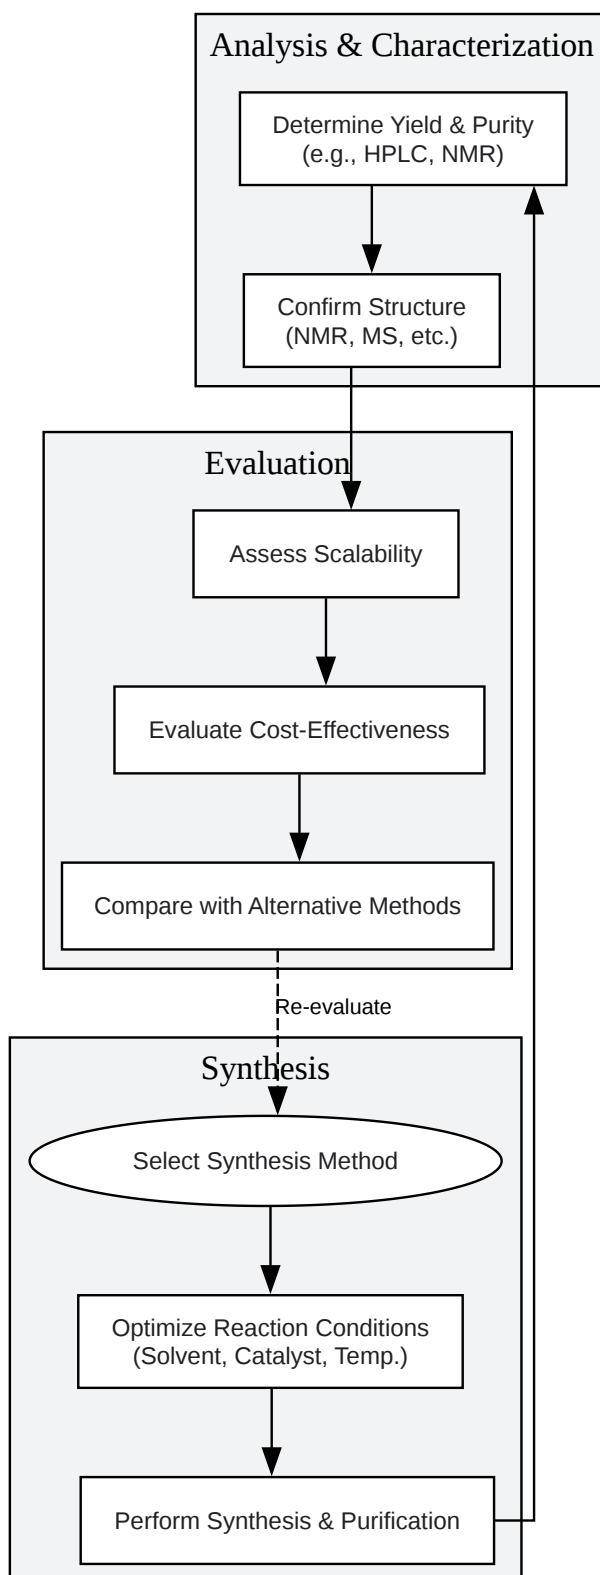 Analysis & Characterization
Determine Yield & Purity
(e.g., HPLC, NMR)
Confirm Structure
(NMR, MS, etc.)
Evaluation
Assess Scalability
Evaluate Cost-Effectiveness
Compare with Alternative Methods
Re-evaluate
Synthesis
Select Synthesis Method
Optimize Reaction Conditions
(Solvent, Catalyst, Temp.)
Perform Synthesis & Purification